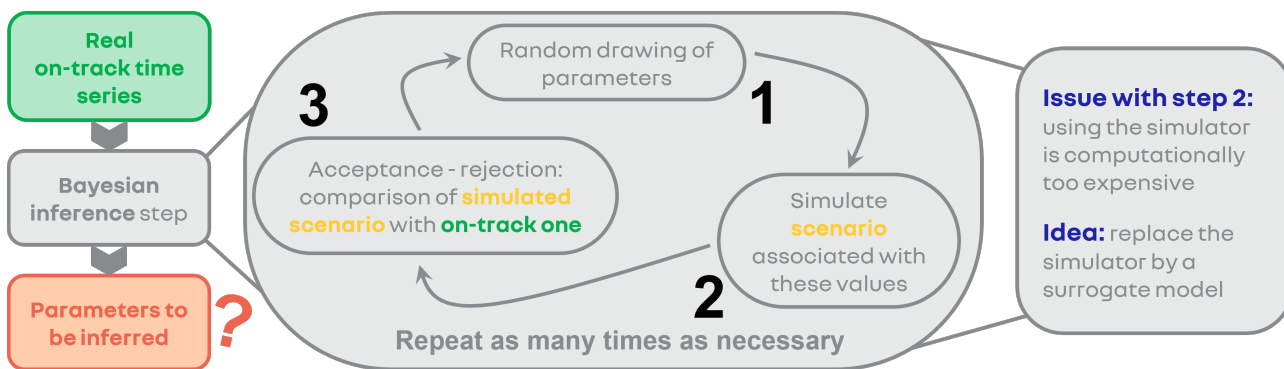 Real
on-track time
series
Bayesian
inference step
Parameters to
be inferred
?
Random drawing of
parameters
1
Simulate
scenario
associated with
these values
2
3
Acceptance - rejection:
comparison of simulated
scenario with on-track one
Repeat as many times as necessary
Issue with step 2:
using the simulator
is computationally
too expensive
Idea: replace the
simulator by a
surrogate model